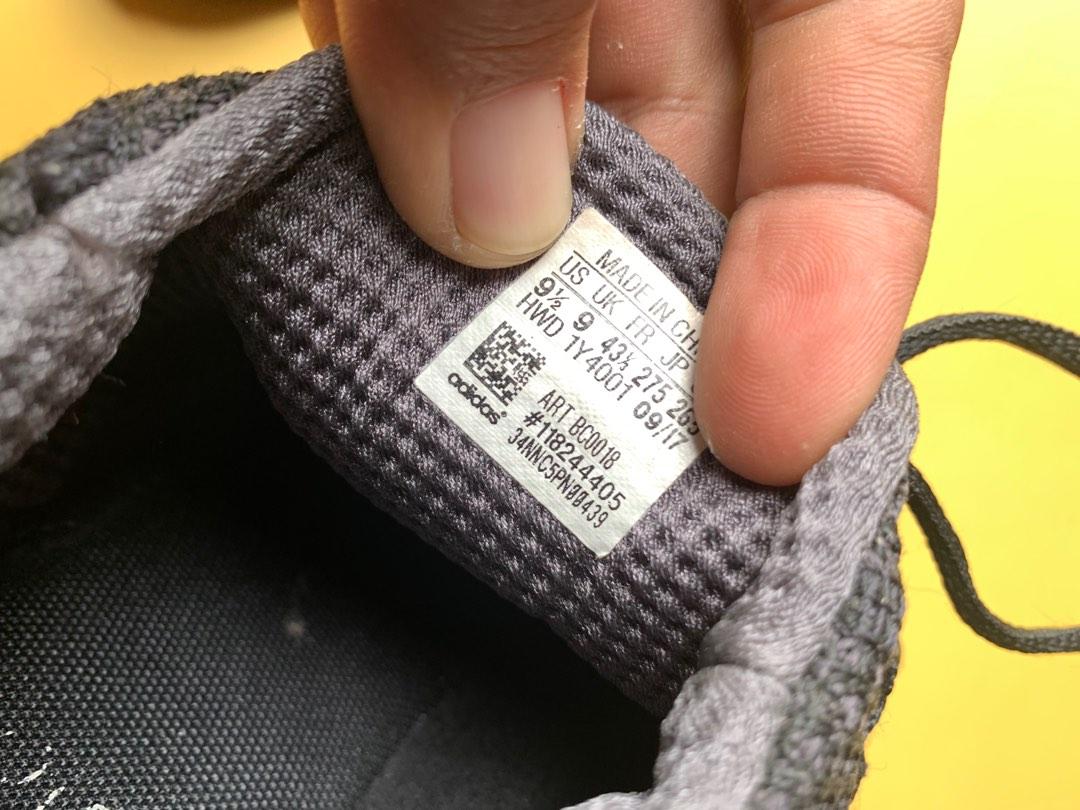 MADE IN CH
US UK FR JP
9½ 9 43⅓ 275 265
HWD 1Y4001 09/17
ART BC0018
#118244405
34NNC5PN00439
adidas®